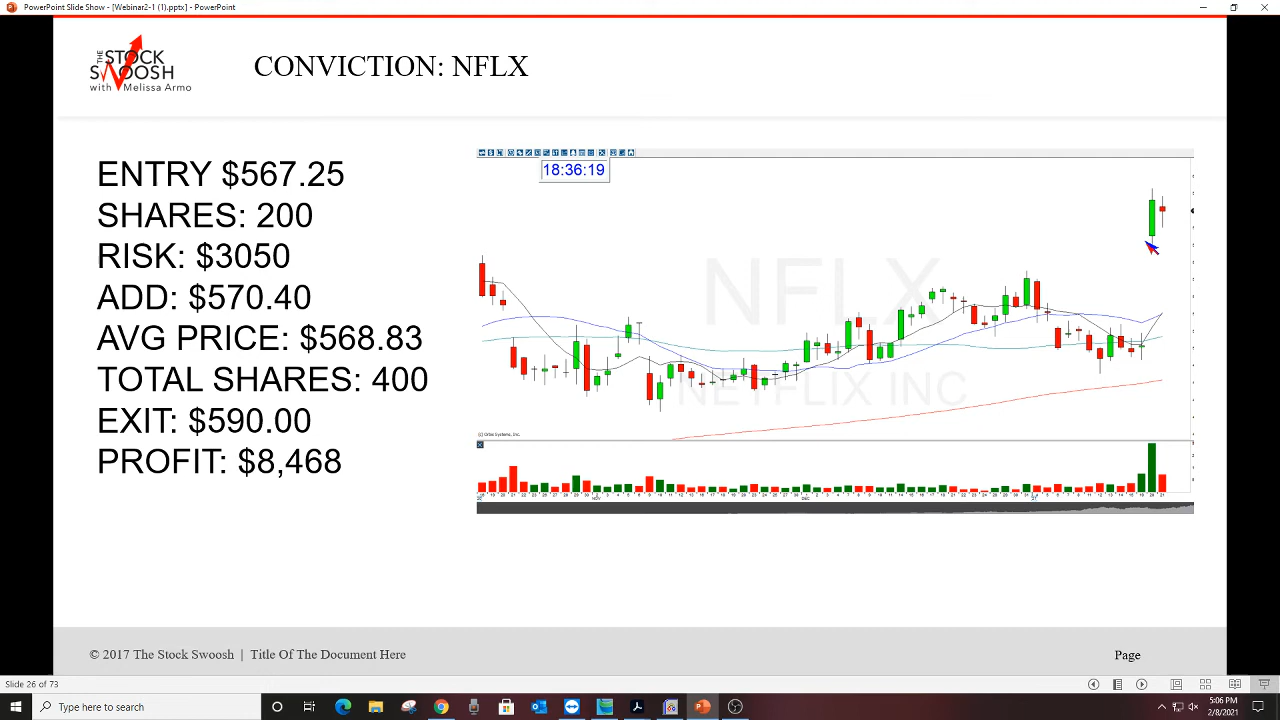 PowerPoint Slide Show - [Webinar2-1 (1).pptx] - PowerPoint
THE
STOCK
SWOOSH
with Melissa Armo
CONVICTION: NFLX
ENTRY $567.25
SHARES: 200
RISK: $3050
ADD: $570.40
AVG PRICE: $568.83
TOTAL SHARES: 400
EXIT: $590.00
PROFIT: $8,468
18:36:19
NFLX
NETFLIX INC
© 2017 The Stock Swoosh | Title Of The Document Here
Page
Slide 26 of 73
Type here to search
5:06 PM
2/8/2021